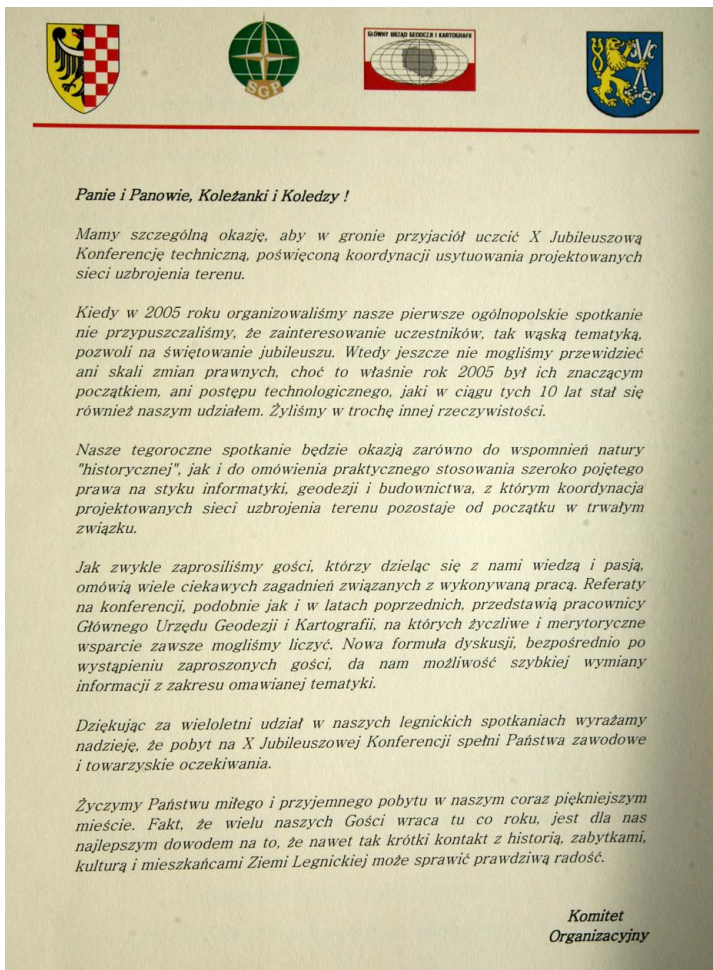 GŁÓWNY URZĄD GEODEZJI I KARTOGRAFII
SGP
Panie i Panowie, Koleżanki i Koledzy !
Mamy szczególną okazję, aby w gronie przyjaciół uczcić X Jubileuszową
Konferencję techniczną, poświęconą koordynacji usytuowania projektowanych
sieci uzbrojenia terenu.
Kiedy w 2005 roku organizowaliśmy nasze pierwsze ogólnopolskie spotkanie
nie przypuszczaliśmy, że zainteresowanie uczestników, tak wąską tematyką,
pozwoli na świętowanie jubileuszu. Wtedy jeszcze nie mogliśmy przewidzieć
ani skali zmian prawnych, choć to właśnie rok 2005 był ich znaczącym
początkiem, ani postępu technologicznego, jaki w ciągu tych 10 lat stał się
również naszym udziałem. Żyliśmy w trochę innej rzeczywistości.
Nasze tegoroczne spotkanie będzie okazją zarówno do wspomnień natury
"historycznej", jak i do omówienia praktycznego stosowania szeroko pojętego
prawa na styku informatyki, geodezji i budownictwa, z którym koordynacja
projektowanych sieci uzbrojenia terenu pozostaje od początku w trwałym
związku.
Jak zwykle zaprosiliśmy gości, którzy dzieląc się z nami wiedzą i pasją,
omówią wiele ciekawych zagadnień związanych z wykonywaną pracą. Referaty
na konferencji, podobnie jak i w latach poprzednich, przedstawią pracownicy
Głównego Urzędu Geodezji i Kartografii, na których życzliwe i merytoryczne
wsparcie zawsze mogliśmy liczyć. Nowa formuła dyskusji, bezpośrednio po
wystąpieniu zaproszonych gości, da nam możliwość szybkiej wymiany
informacji z zakresu omawianej tematyki.
Dziękując za wieloletni udział w naszych legnickich spotkaniach wyrażamy
nadzieję, że pobyt na X Jubileuszowej Konferencji spełni Państwa zawodowe
i towarzyskie oczekiwania.
Życzymy Państwu miłego i przyjemnego pobytu w naszym coraz piękniejszym
mieście. Fakt, że wielu naszych Gości wraca tu co roku, jest dla nas
najlepszym dowodem na to, że nawet tak krótki kontakt z historią, zabytkami,
kulturą i mieszkańcami Ziemi Legnickiej może sprawić prawdziwą radość.
Komitet
Organizacyjny